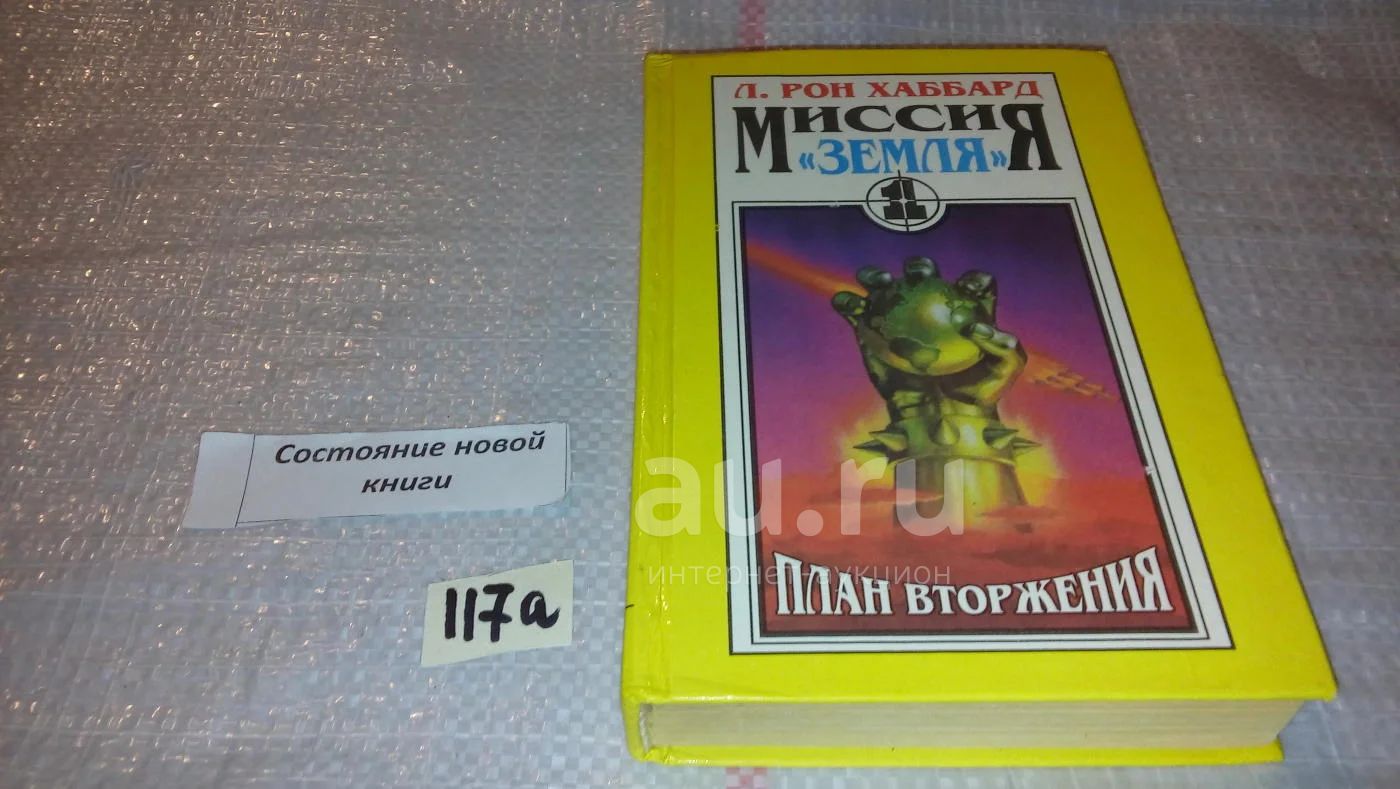 Л. РОН ХАББАРД
МИССИЯ
«ЗЕМЛЯ»
1
ПЛАН ВТОРЖЕНИЯ
Состояние новой
книги
117а
au.ru
интернет-аукцион